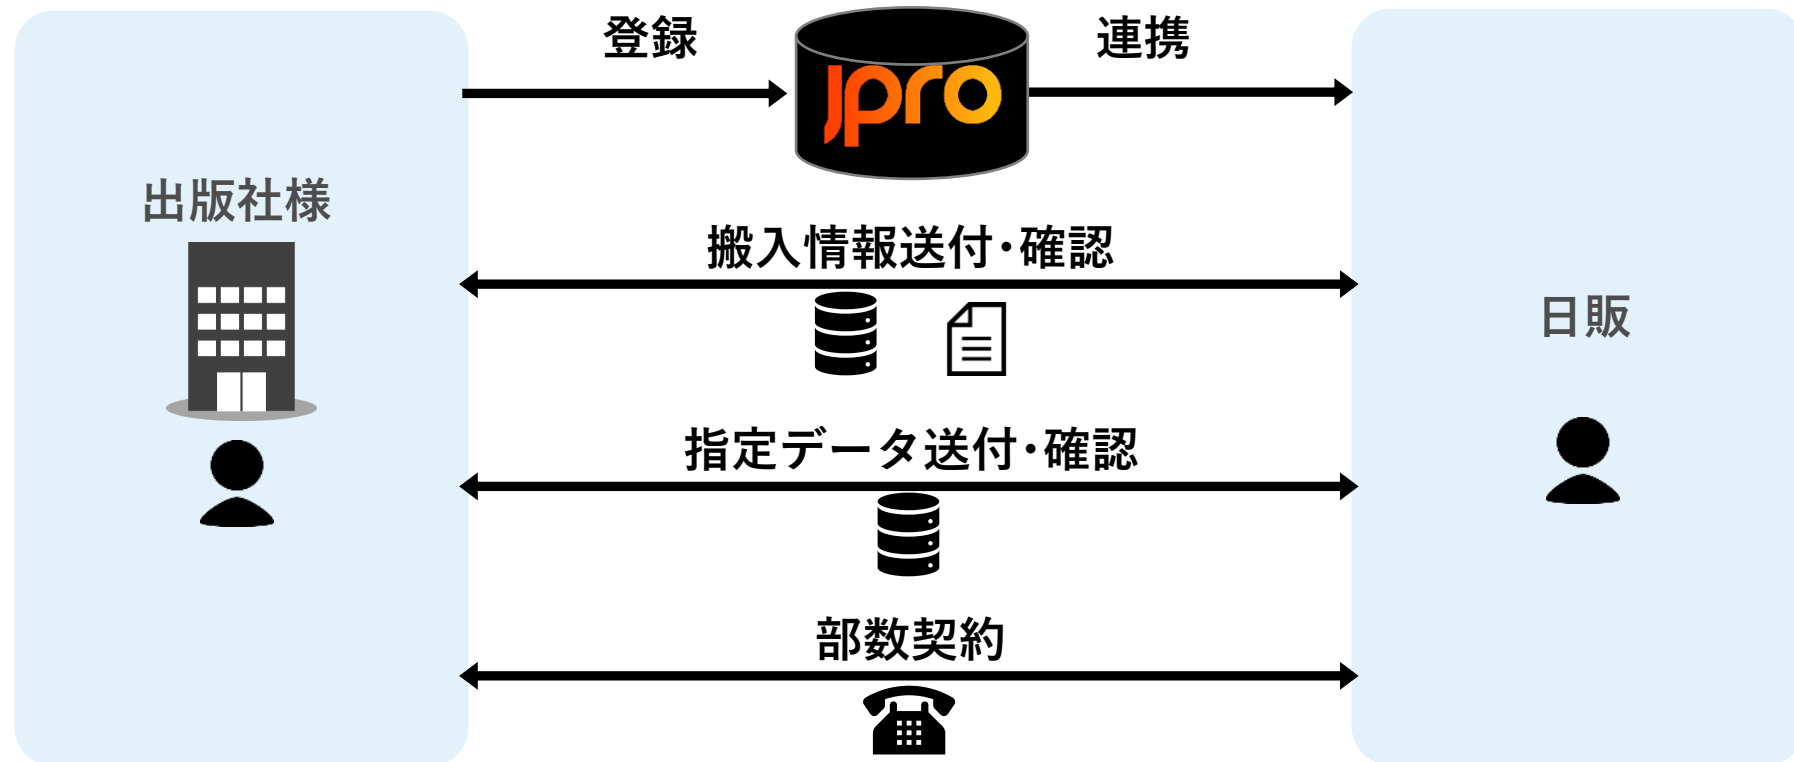 登録
jpro
連携
出版社様
搬入情報送付・確認
日販
指定データ送付・確認
部数契約